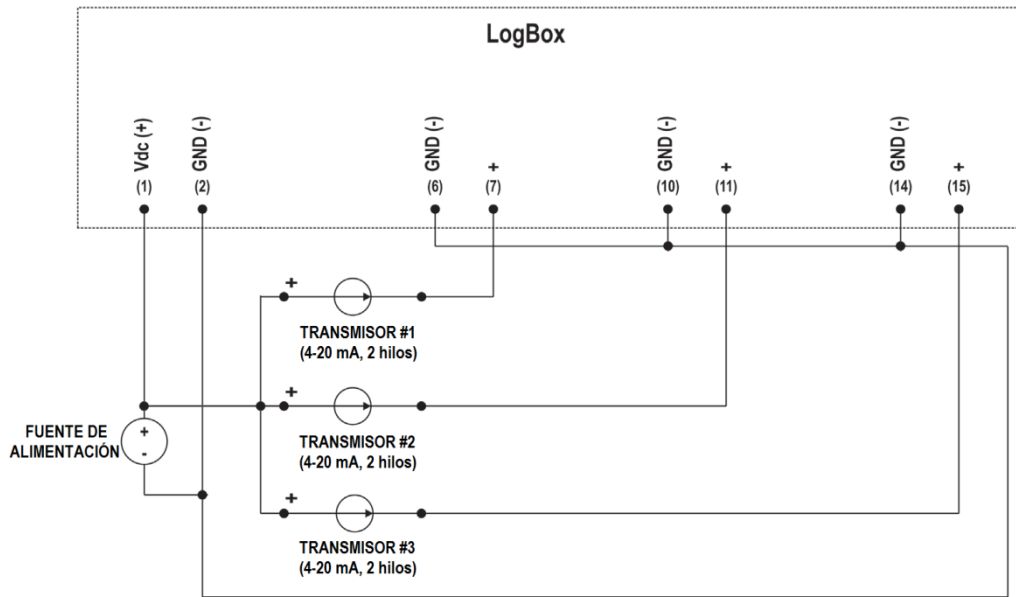 LogBox
Vdc (+)
(1)
GND (-)
(2)
GND (-)
(6)
+
(7)
GND (-)
(10)
+
(11)
GND (-)
(14)
+
(15)
+
TRANSMISOR #1
(4-20 mA, 2 hilos)
+
TRANSMISOR #2
(4-20 mA, 2 hilos)
FUENTE DE
ALIMENTACIÓN
+
-
+
TRANSMISOR #3
(4-20 mA, 2 hilos)